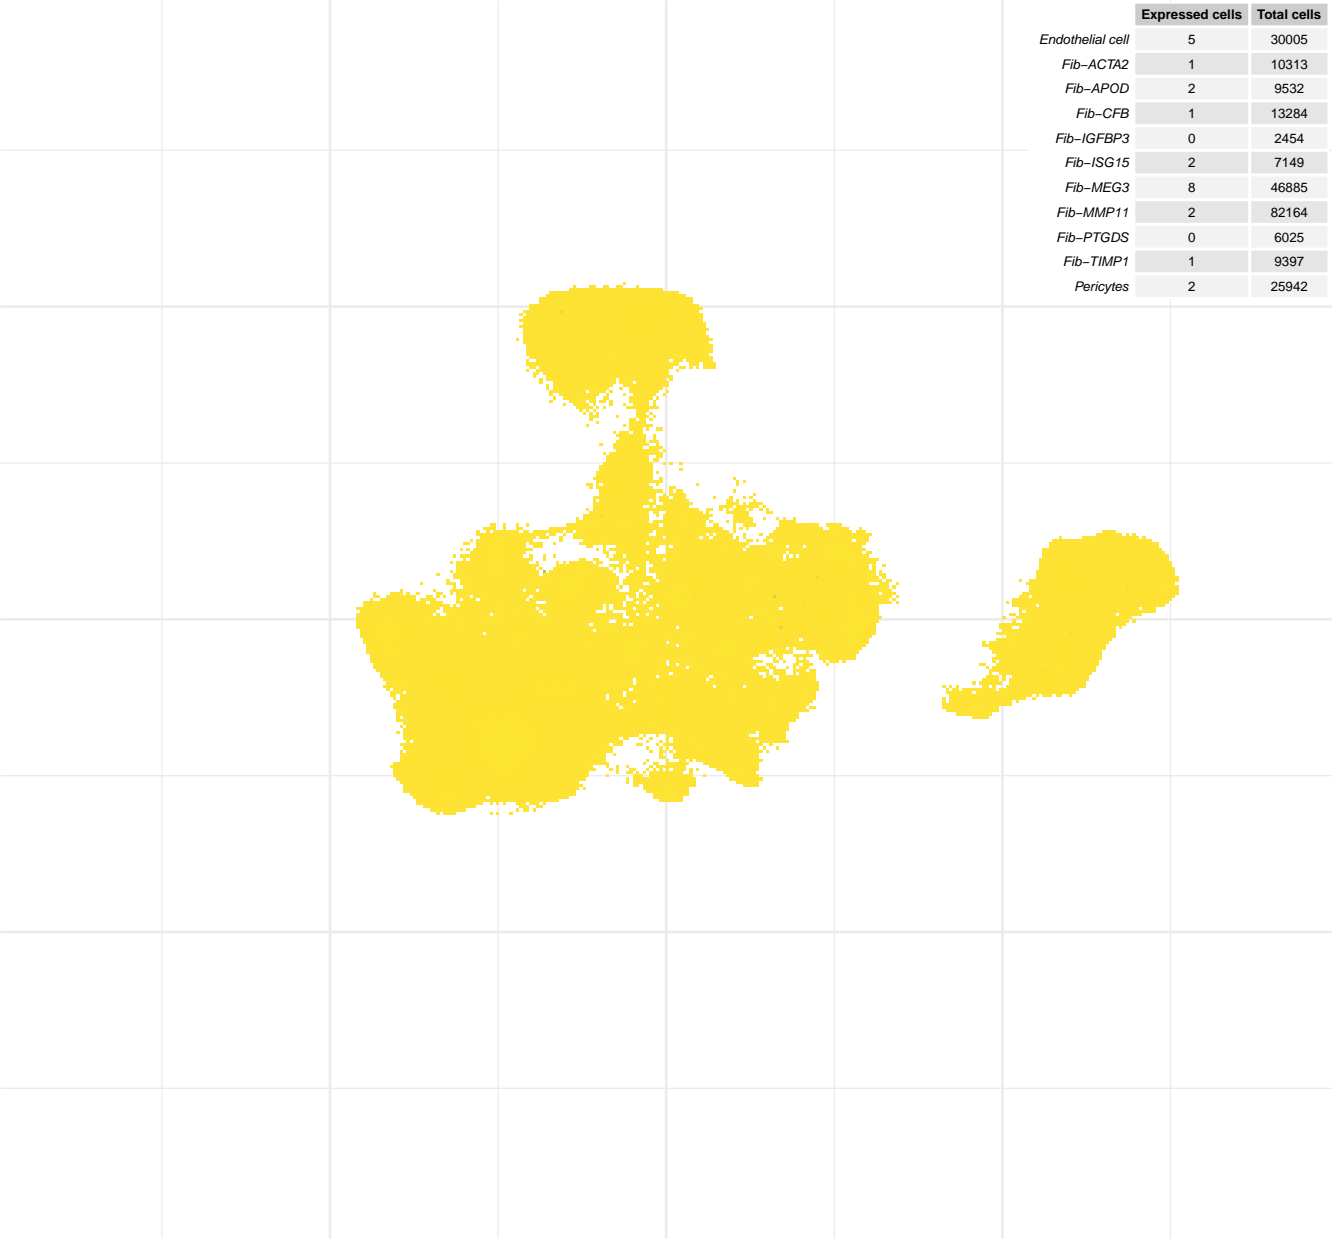 Expressed cells Total cells
Endothelial cell 5 30005
Fib−ACTA2 1 10313
Fib−APOD 2 9532
Fib−CFB 1 13284
Fib−IGFBP3 0 2454
Fib−ISG15 2 7149
Fib−MEG3 8 46885
Fib−MMP11 2 82164
Fib−PTGDS 0 6025
Fib−TIMP1 1 9397
Pericytes 2 25942